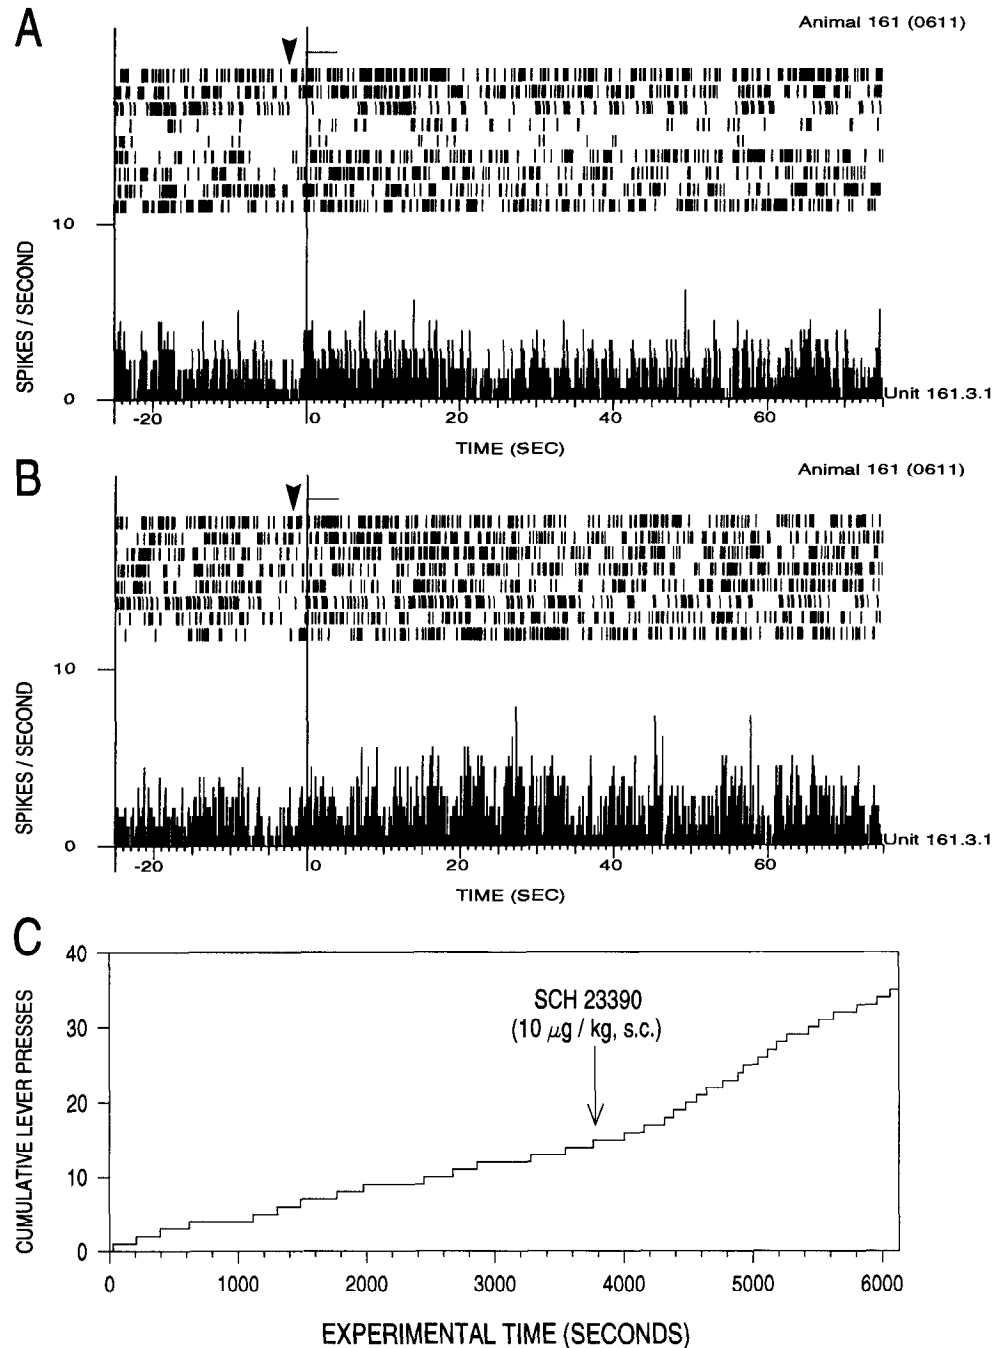 A
Animal 161 (0611)
10
SPIKES / SECOND
0
Unit 161.3.1
-20 0 20 40 60
TIME (SEC)
B
Animal 161 (0611)
10
SPIKES / SECOND
0
Unit 161.3.1
-20 0 20 40 60
TIME (SEC)
C
40
30
20
10
0
CUMULATIVE LEVER PRESSES
SCH 23390
(10 μg / kg, s.c.)
0 1000 2000 3000 4000 5000 6000
EXPERIMENTAL TIME (SECONDS)